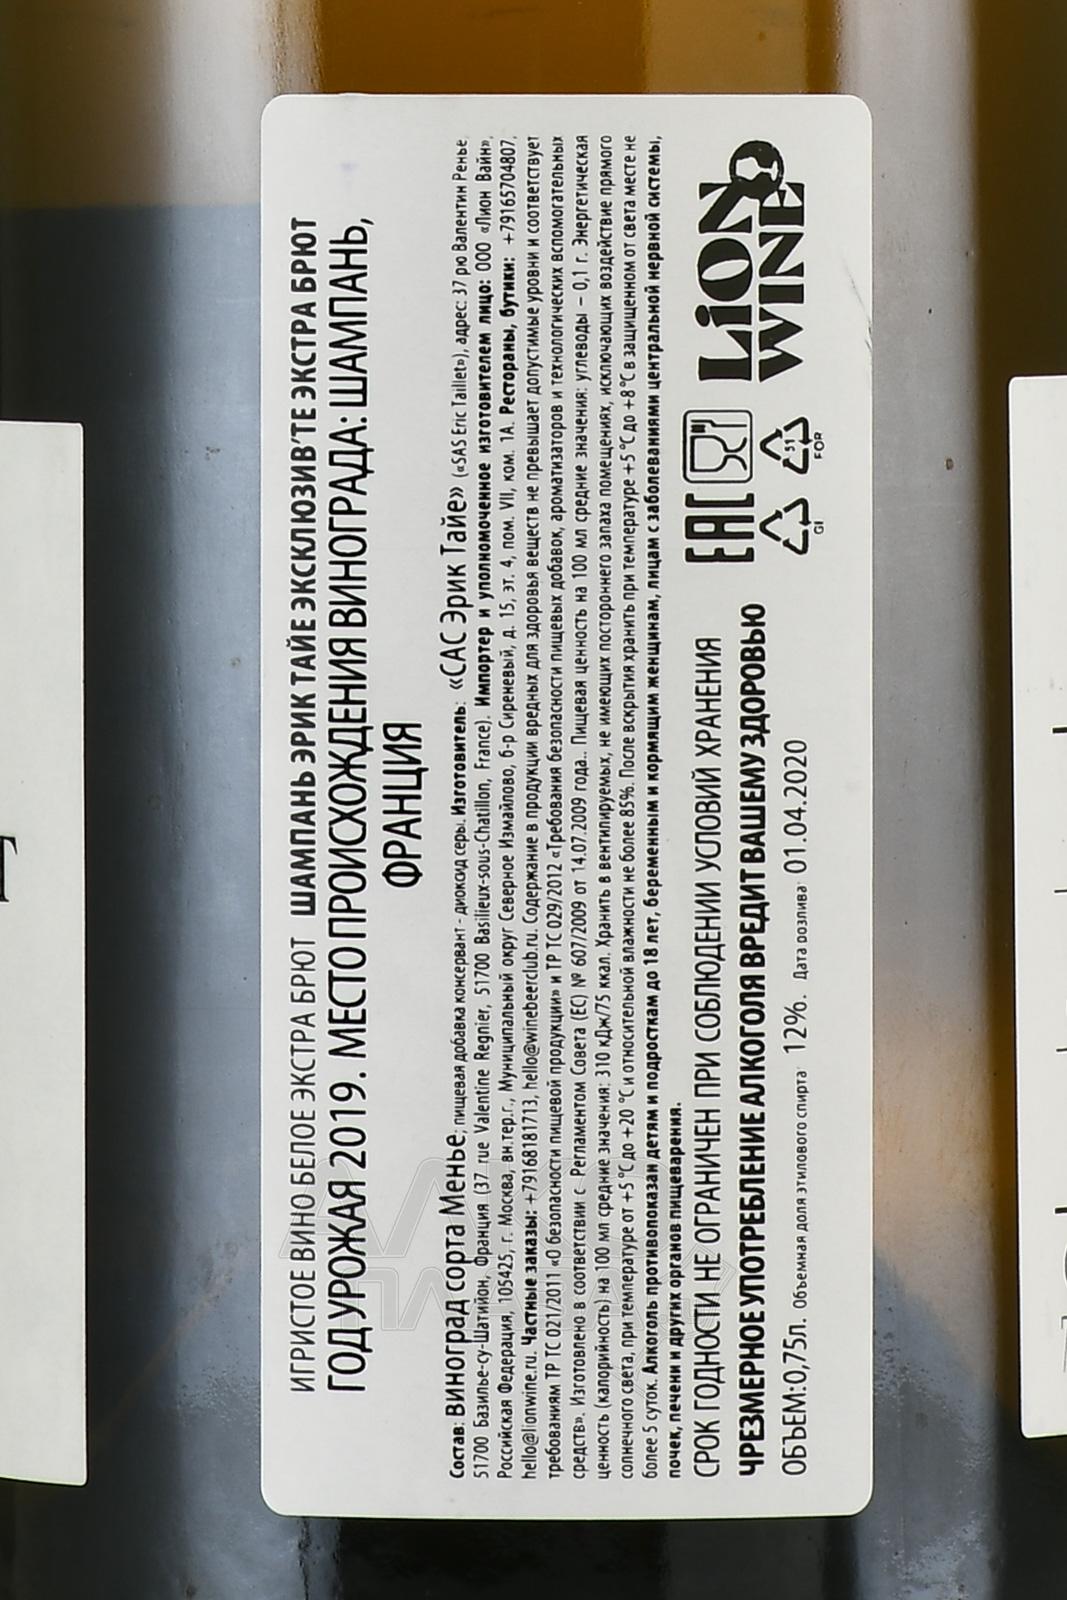 ИГРИСТОЕ ВИНО БЕЛОЕ ЭКСТРА БРЮТ ШАМПАНЬ ЭРИК ТАЙЕ ЭКСКЛЮЗИВ'ТЕ ЭКСТРА БРЮТ
ГОД УРОЖАЯ 2019. МЕСТО ПРОИСХОЖДЕНИЯ ВИНОГРАДА: ШАМПАНЬ,
ФРАНЦИЯ
Состав: Виноград сорта Менье, пищевая добавка консервант - диоксид серы. Изготовитель: «САС Эрик Тайе» («SAS Eric Taillet»), адрес: 37 рю Валентин Ренье,
51700 Базилье-су-Шатийон, Франция (37 rue Valentine Regnier, 51700 Basilieux-sous-Chatillon, France). Импортер и уполномоченное изготовителем лицо: ООО «Лион Вайн»,
Российская Федерация, 105425, г. Москва, вн.тер.г., Муниципальный округ Северное Измайлово, б-р Сиреневый, д. 15, эт. 4, пом. VII, ком. 1А. Рестораны, бутики: +79165704807,
hello@lionwine.ru. Частные заказы: +79168181713, hello@winebeerclub.ru. Содержание в продукции вредных для здоровья веществ не превышает допустимые уровни и соответствует
требованиям ТР ТС 021/2011 «О безопасности пищевой продукции» и ТР ТС 029/2012 «Требования безопасности пищевых добавок, ароматизаторов и технологических вспомогательных
средств». Изготовлено в соответствии с Регламентом Совета (ЕС) № 607/2009 от 14.07.2009 года.. Пищевая ценность на 100 мл средние значения: углеводы – 0,1 г. Энергетическая
ценность (калорийность) на 100 мл средние значения: 310 кДж/75 ккал. Хранить в вентилируемых, не имеющих постороннего запаха помещениях, исключающих воздействие прямого
солнечного света, при температуре от +5 °С до +20 °С и относительной влажности не более 85%. После вскрытия хранить при температуре +5 °С до +8 °С в защищенном от света месте не
более 5 суток. Алкоголь противопоказан детям и подросткам до 18 лет, беременным и кормящим женщинам, лицам с заболеваниями центральной нервной системы,
почек, печени и других органов пищеварения.
СРОК ГОДНОСТИ НЕ ОГРАНИЧЕН ПРИ СОБЛЮДЕНИИ УСЛОВИЙ ХРАНЕНИЯ
ЧРЕЗМЕРНОЕ УПОТРЕБЛЕНИЕ АЛКОГОЛЯ ВРЕДИТ ВАШЕМУ ЗДОРОВЬЮ
ОБЪЕМ:0,75л. Объемная доля этилового спирта: 12%. Дата розлива: 01.04.2020
EAC
GI
51
FOR
LiON
WINE